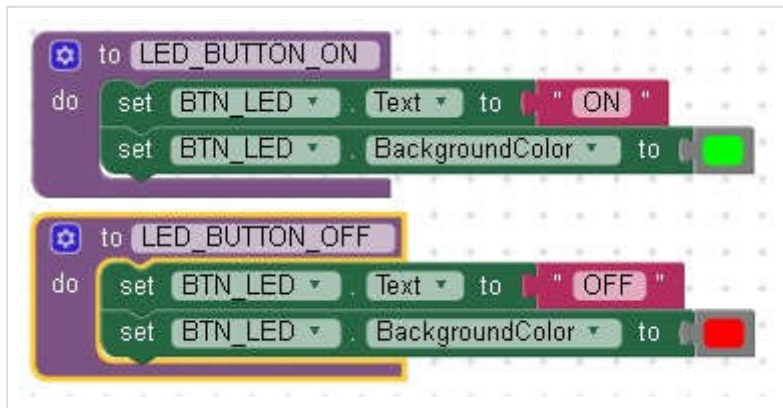 to LED_BUTTON_ON
do set BTN_LED . Text to " ON "
set BTN_LED . BackgroundColor to
to LED_BUTTON_OFF
do set BTN_LED . Text to " OFF "
set BTN_LED . BackgroundColor to